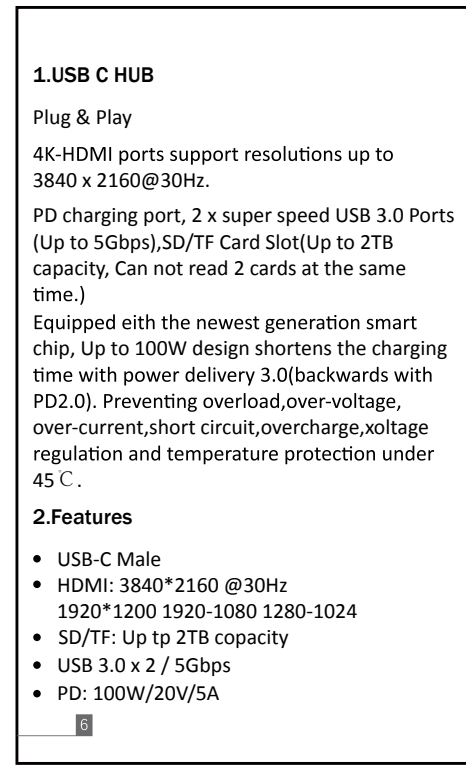 1.USB C HUB
Plug & Play
4K-HDMI ports support resolutions up to
3840 x 2160@30Hz.
PD charging port, 2 x super speed USB 3.0 Ports
(Up to 5Gbps),SD/TF Card Slot(Up to 2TB
capacity, Can not read 2 cards at the same
time.)
Equipped eith the newest generation smart
chip, Up to 100W design shortens the charging
time with power delivery 3.0(backwards with
PD2.0). Preventing overload,over-voltage,
over-current,short circuit,overcharge,xoltage
regulation and temperature protection under
45℃.
2.Features
• USB-C Male
• HDMI: 3840*2160 @30Hz
1920*1200 1920-1080 1280-1024
• SD/TF: Up tp 2TB copacity
• USB 3.0 x 2 / 5Gbps
• PD: 100W/20V/5A
6